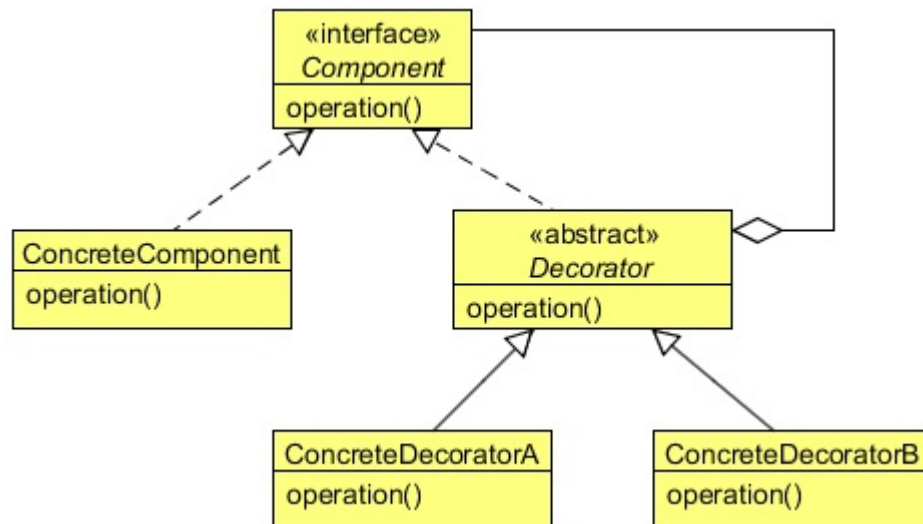 «interface»
Component
operation()
ConcreteComponent
operation()
«abstract»
Decorator
operation()
ConcreteDecoratorA
operation()
ConcreteDecoratorB
operation()